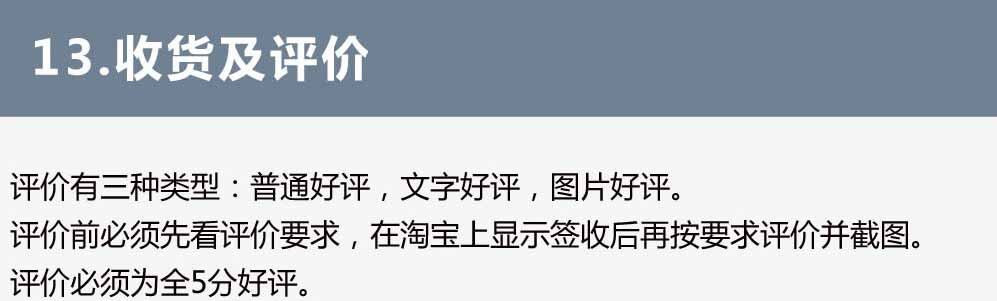 13.收货及评价
评价有三种类型：普通好评，文字好评，图片好评。
评价前必须先看评价要求，在淘宝上显示签收后再按要求评价并截图。
评价必须为全5分好评。